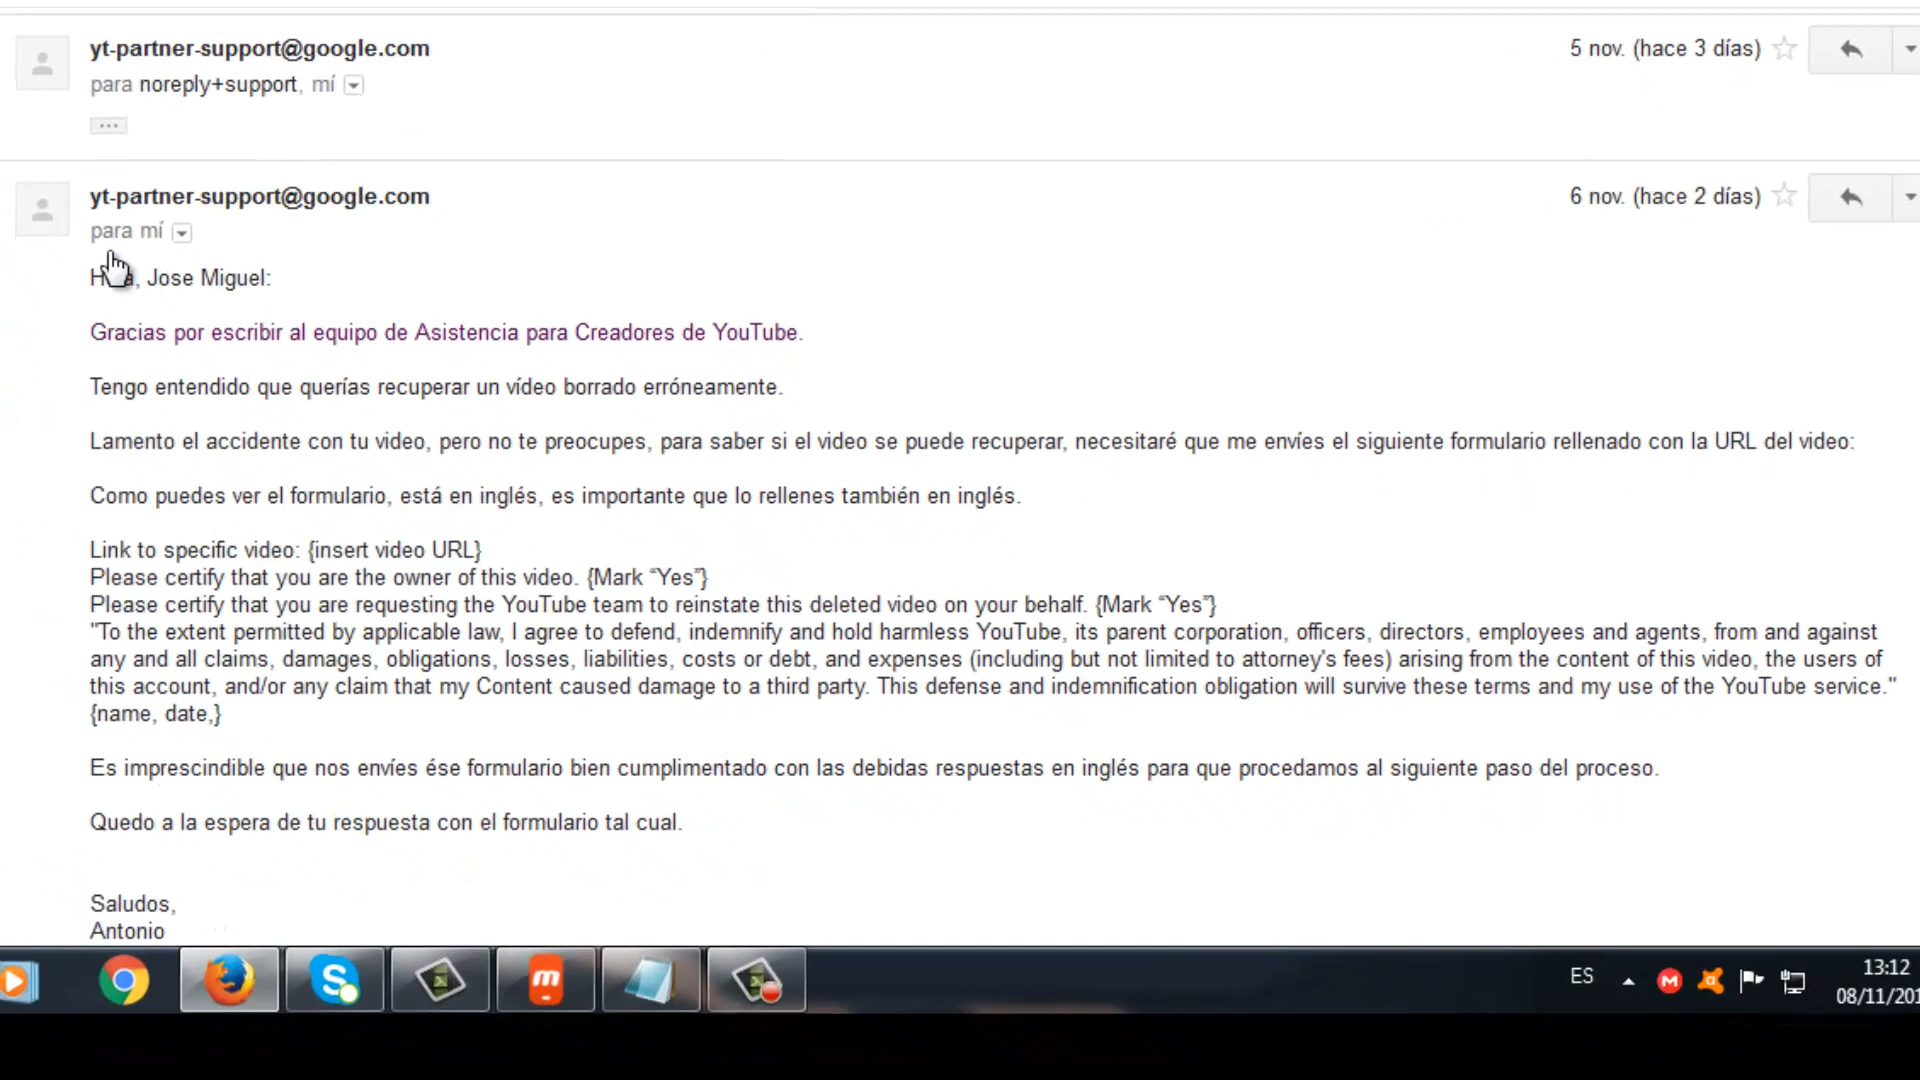 yt-partner-support@google.com
5 nov. (hace 3 días)
para noreply+support, mí
yt-partner-support@google.com
6 nov. (hace 2 días)
para mí
Jose Miguel:
Gracias por escribir al equipo de Asistencia para Creadores de YouTube.
Tengo entendido que querías recuperar un vídeo borrado erróneamente.
Lamento el accidente con tu video, pero no te preocupes, para saber si el video se puede recuperar, necesitaré que me envíes el siguiente formulario rellenado con la URL del video:
Como puedes ver el formulario, está en inglés, es importante que lo rellenes también en inglés.
Link to specific video: {insert video URL}
Please certify that you are the owner of this video. {Mark “Yes”}
Please certify that you are requesting the YouTube team to reinstate this deleted video on your behalf. {Mark “Yes”}
"To the extent permitted by applicable law, I agree to defend, indemnify and hold harmless YouTube, its parent corporation, officers, directors, employees and agents, from and against
any and all claims, damages, obligations, losses, liabilities, costs or debt, and expenses (including but not limited to attorney's fees) arising from the content of this video, the users of
this account, and/or any claim that my Content caused damage to a third party. This defense and indemnification obligation will survive these terms and my use of the YouTube service."
{name, date,}
Es imprescindible que nos envíes ése formulario bien cumplimentado con las debidas respuestas en inglés para que procedamos al siguiente paso del proceso.
Quedo a la espera de tu respuesta con el formulario tal cual.
Saludos,
Antonio
ES
13:12
08/11/201